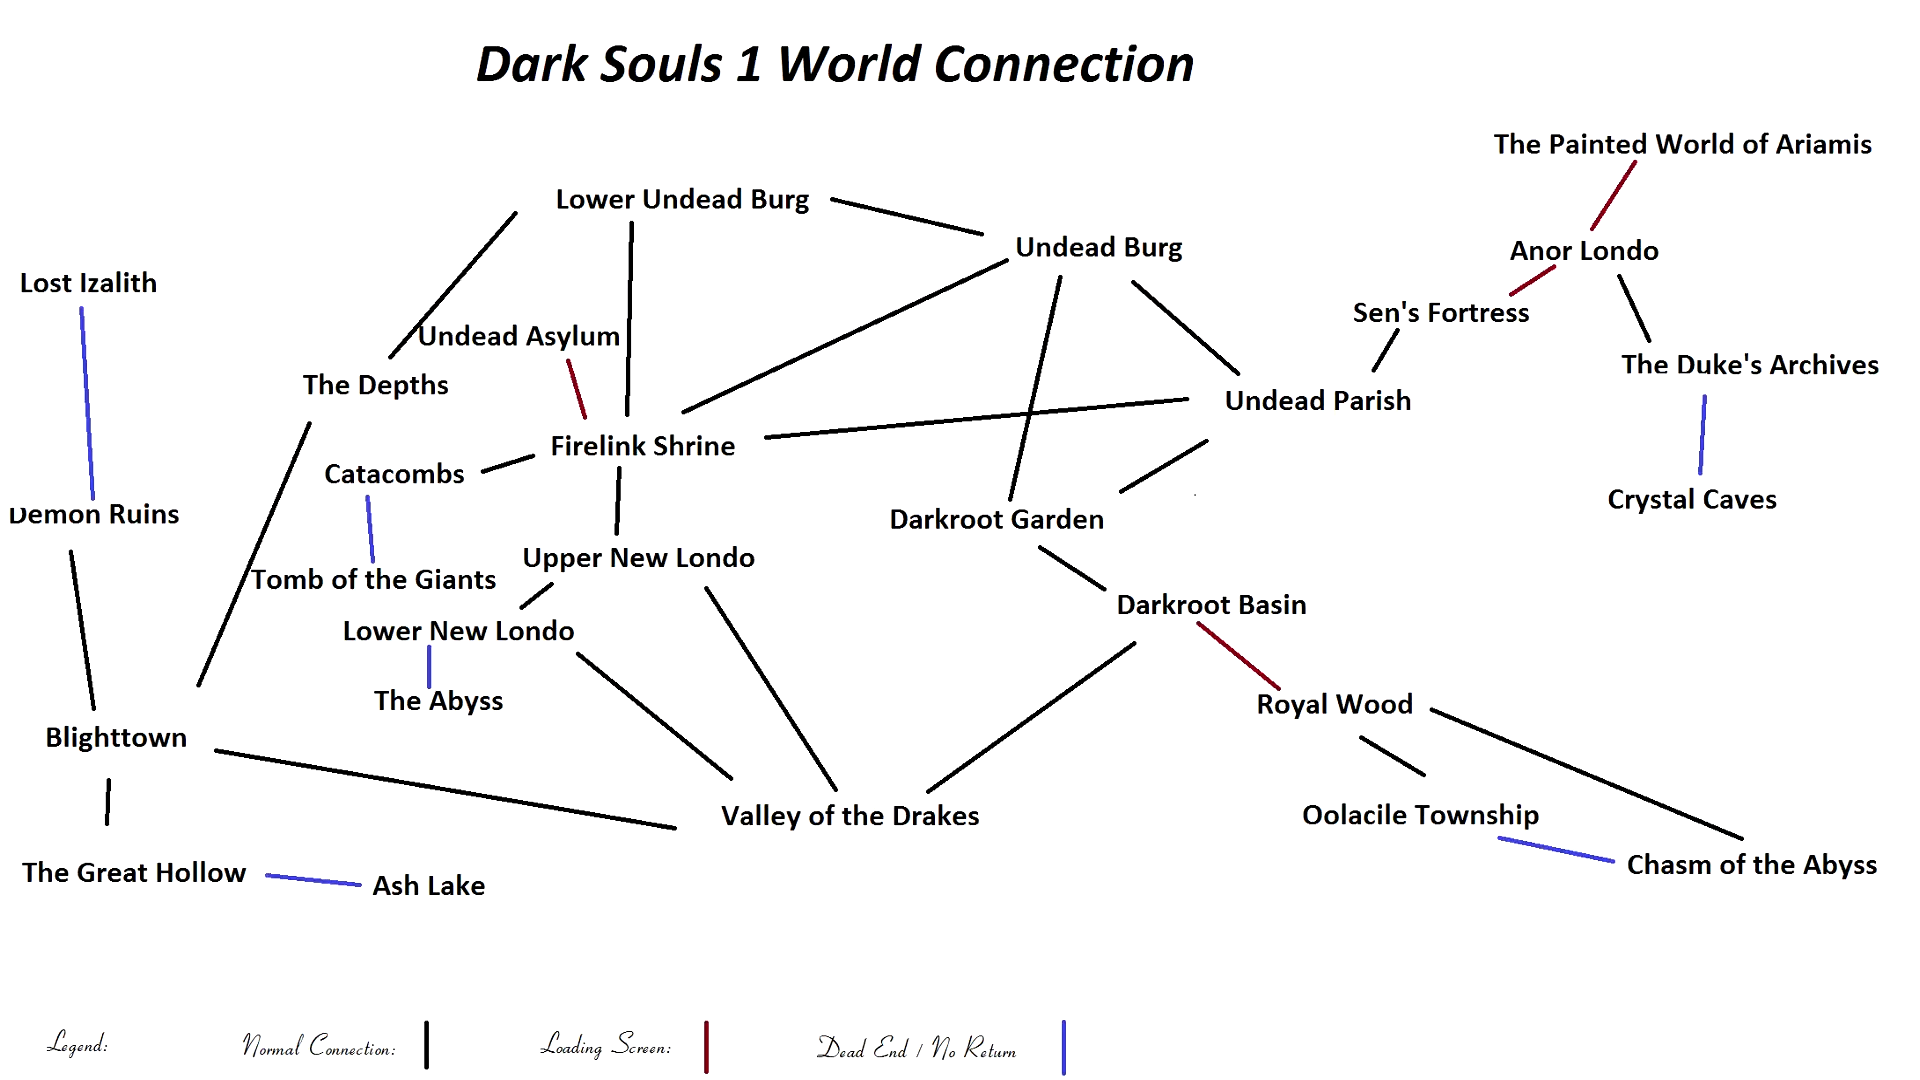 Dark Souls 1 World Connection
The Painted World of Ariamis
Lower Undead Burg
Undead Burg
Anor Londo
Lost Izalith
Sen's Fortress
Undead Asylum
The Duke's Archives
The Depths
Undead Parish
Firelink Shrine
Catacombs
Crystal Caves
Demon Ruins
Darkroot Garden
Upper New Londo
Tomb of the Giants
Darkroot Basin
Lower New Londo
The Abyss
Royal Wood
Blighttown
Valley of the Drakes
Oolacile Township
Chasm of the Abyss
The Great Hollow
Ash Lake
Legend:
Normal Connection:
Loading Screen:
Dead End / No Return